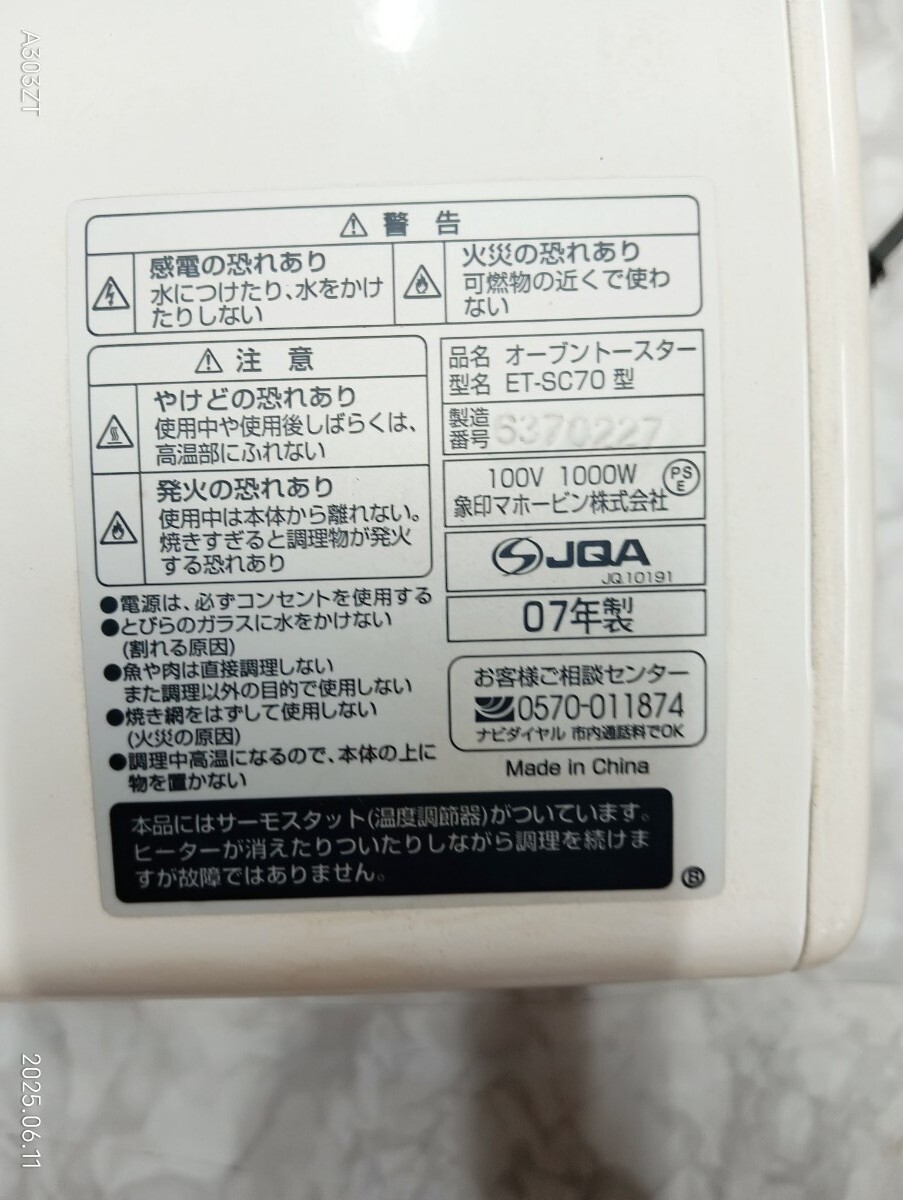 A303ZT
警 告
感電の恐れあり
水につけたり、水をかけ
たりしない
火災の恐れあり
可燃物の近くで使わ
ない
注 意
やけどの恐れあり
使用中や使用後しばらくは、
高温部にふれない
発火の恐れあり
使用中は本体から離れない。
焼きすぎると調理物が発火
する恐れあり
●電源は、必ずコンセントを使用する
●とびらのガラスに水をかけない
(割れる原因)
●魚や肉は直接調理しない
また調理以外の目的で使用しない
●焼き網をはずして使用しない
(火災の原因)
●調理中高温になるので、本体の上に
物を置かない
品名 オーブントースター
型名 ET-SC70 型
製造
番号 6370227
100V 1000W PSE
象印マホービン株式会社
JQA
JQ10191
07年製
お客様ご相談センター
0570-011874
ナビダイヤル 市内通話料でOK
Made in China
本品にはサーモスタット(温度調節器)がついています。
ヒーターが消えたりついたりしながら調理を続けま
すが故障ではありません。
Ⓑ
2025.06.11